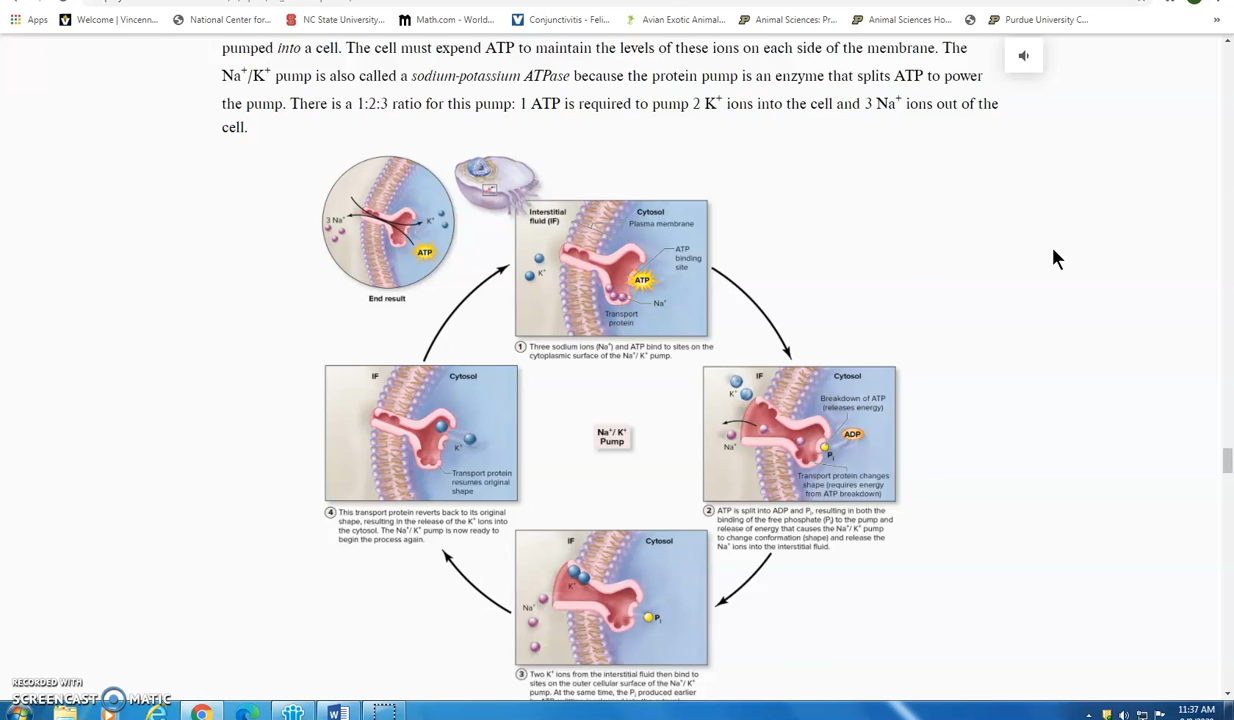 Apps
Welcome | Vincenn...
National Center for...
NC State University...
Math.com - World...
Conjunctivitis - Feli...
Avian Exotic Animal...
Animal Sciences: Pr...
Animal Sciences Ho...
Purdue University C...
»
pumped into a cell. The cell must expend ATP to maintain the levels of these ions on each side of the membrane. The
Na⁺/K⁺ pump is also called a sodium-potassium ATPase because the protein pump is an enzyme that splits ATP to power
the pump. There is a 1:2:3 ratio for this pump: 1 ATP is required to pump 2 K⁺ ions into the cell and 3 Na⁺ ions out of the
cell.
3 Na⁺
K⁺
ATP
End result
Interstitial
fluid (IF)
Cytosol
Plasma membrane
ATP
binding
site
K⁺
ATP
Na⁺
Transport
protein
1 Three sodium ions (Na⁺) and ATP bind to sites on the
cytoplasmic surface of the Na⁺/ K⁺ pump.
IF
Cytosol
K⁺
Breakdown of ATP
(releases energy)
ADP
Na⁺
Pi
Transport protein changes
shape (requires energy
from ATP breakdown)
2 ATP is split into ADP and Pi, resulting in both the
binding of the free phosphate (Pi) to the pump and
release of energy that causes the Na⁺/ K⁺ pump
to change conformation (shape) and release the
Na⁺ ions into the interstitial fluid.
Na⁺/ K⁺
Pump
IF
Cytosol
K⁺
Transport protein
resumes original
shape
4 This transport protein reverts back to its original
shape, resulting in the release of the K⁺ ions into
the cytosol. The Na⁺/ K⁺ pump is now ready to
begin the process again.
IF
Cytosol
K⁺
Na⁺
Pi
3 Two K⁺ ions from the interstitial fluid then bind to
sites on the outer cellular surface of the Na⁺/ K⁺
pump. At the same time, the Pi produced earlier
RECORDED WITH
SCREENCAST MATIC
11:37 AM